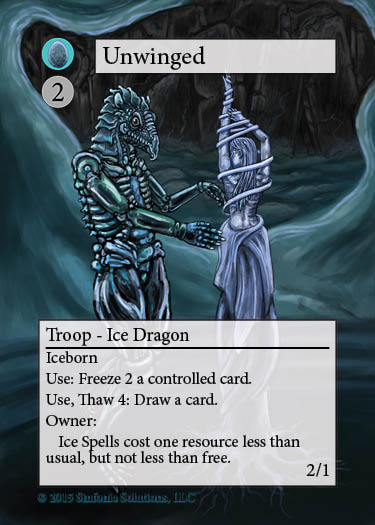 Unwinged
2
Troop - Ice Dragon
Iceborn
Use: Freeze 2 a controlled card.
Use, Thaw 4: Draw a card.
Owner:
Ice Spells cost one resource less than
usual, but not less than free.
2/1
© 2015 Sinfonia Solutions, LLC